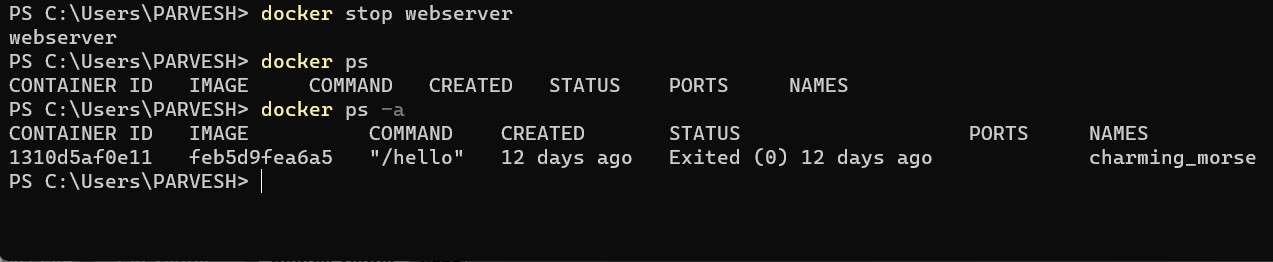 PS C:\Users\PARVESH> docker stop webserver
webserver
PS C:\Users\PARVESH> docker ps
CONTAINER ID   IMAGE     COMMAND   CREATED   STATUS    PORTS     NAMES
PS C:\Users\PARVESH> docker ps -a
CONTAINER ID   IMAGE          COMMAND    CREATED       STATUS                   PORTS     NAMES
1310d5af0e11   feb5d9fea6a5   "/hello"   12 days ago   Exited (0) 12 days ago             charming_morse
PS C:\Users\PARVESH>